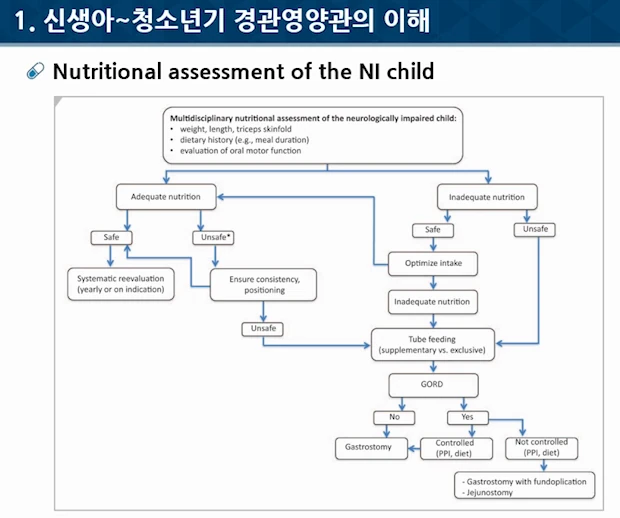 1. 신생아~청소년기 경관영양관의 이해
Nutritional assessment of the NI child
Multidisciplinary nutritional assessment of the neurologically impaired child:
• weight, length, triceps skinfold
• dietary history (e.g., meal duration)
• evaluation of oral motor function
Adequate nutrition
Inadequate nutrition
Safe
Unsafe*
Safe
Unsafe
Systematic reevaluation
(yearly or on indication)
Ensure consistency,
positioning
Optimize intake
Inadequate nutrition
Unsafe
Tube feeding
(supplementary vs. exclusive)
GORD
No
Yes
Gastrostomy
Controlled
(PPI, diet)
Not controlled
(PPI, diet)
- Gastrostomy with fundoplication
- Jejunostomy